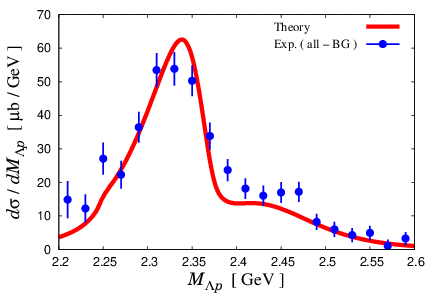 70
60
50
40
30
20
10
0
dσ / dM_Λp [ μb / GeV ]
Theory
Exp. ( all – BG )
2.2 2.25 2.3 2.35 2.4 2.45 2.5 2.55 2.6
M_Λp [ GeV ]